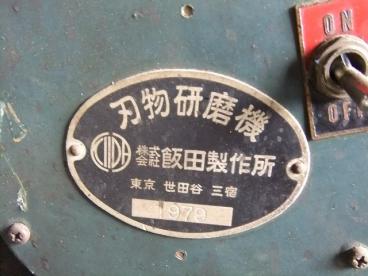 ON
OFF
刃物研磨機
IIDA 株式会社 飯田製作所
東京 世田谷 三宿
1979